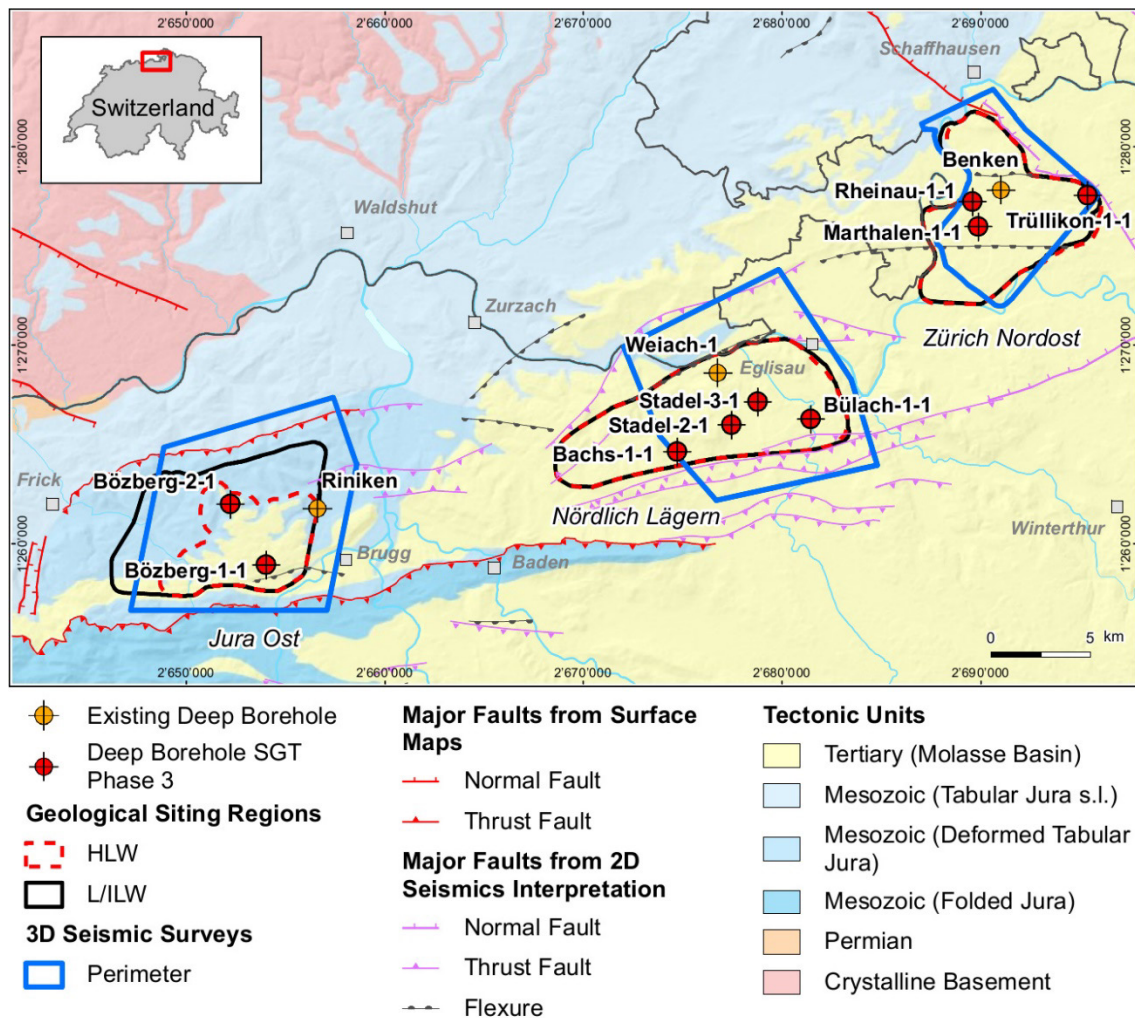 2'650'000
2'660'000
2'670'000
2'680'000
2'690'000
Switzerland
Schaffhausen
1'280'000
1'280'000
Benken
Rheinau-1-1
Trüllikon-1-1
Marthalen-1-1
Waldshut
Zurzach
Zürich Nordost
1'270'000
1'270'000
Weiach-1
Eglisau
Stadel-3-1
Bülach-1-1
Stadel-2-1
Bachs-1-1
Bözberg-2-1
Riniken
Frick
Nördlich Lägern
Winterthur
1'260'000
1'260'000
Brugg
Baden
Bözberg-1-1
Jura Ost
0 5 km
2'650'000
2'660'000
2'670'000
2'680'000
2'690'000
Existing Deep Borehole
Deep Borehole SGT
Phase 3
Geological Siting Regions
HLW
L/ILW
3D Seismic Surveys
Perimeter
Major Faults from Surface
Maps
Normal Fault
Thrust Fault
Major Faults from 2D
Seismics Interpretation
Normal Fault
Thrust Fault
Flexure
Tectonic Units
Tertiary (Molasse Basin)
Mesozoic (Tabular Jura s.l.)
Mesozoic (Deformed Tabular
Jura)
Mesozoic (Folded Jura)
Permian
Crystalline Basement